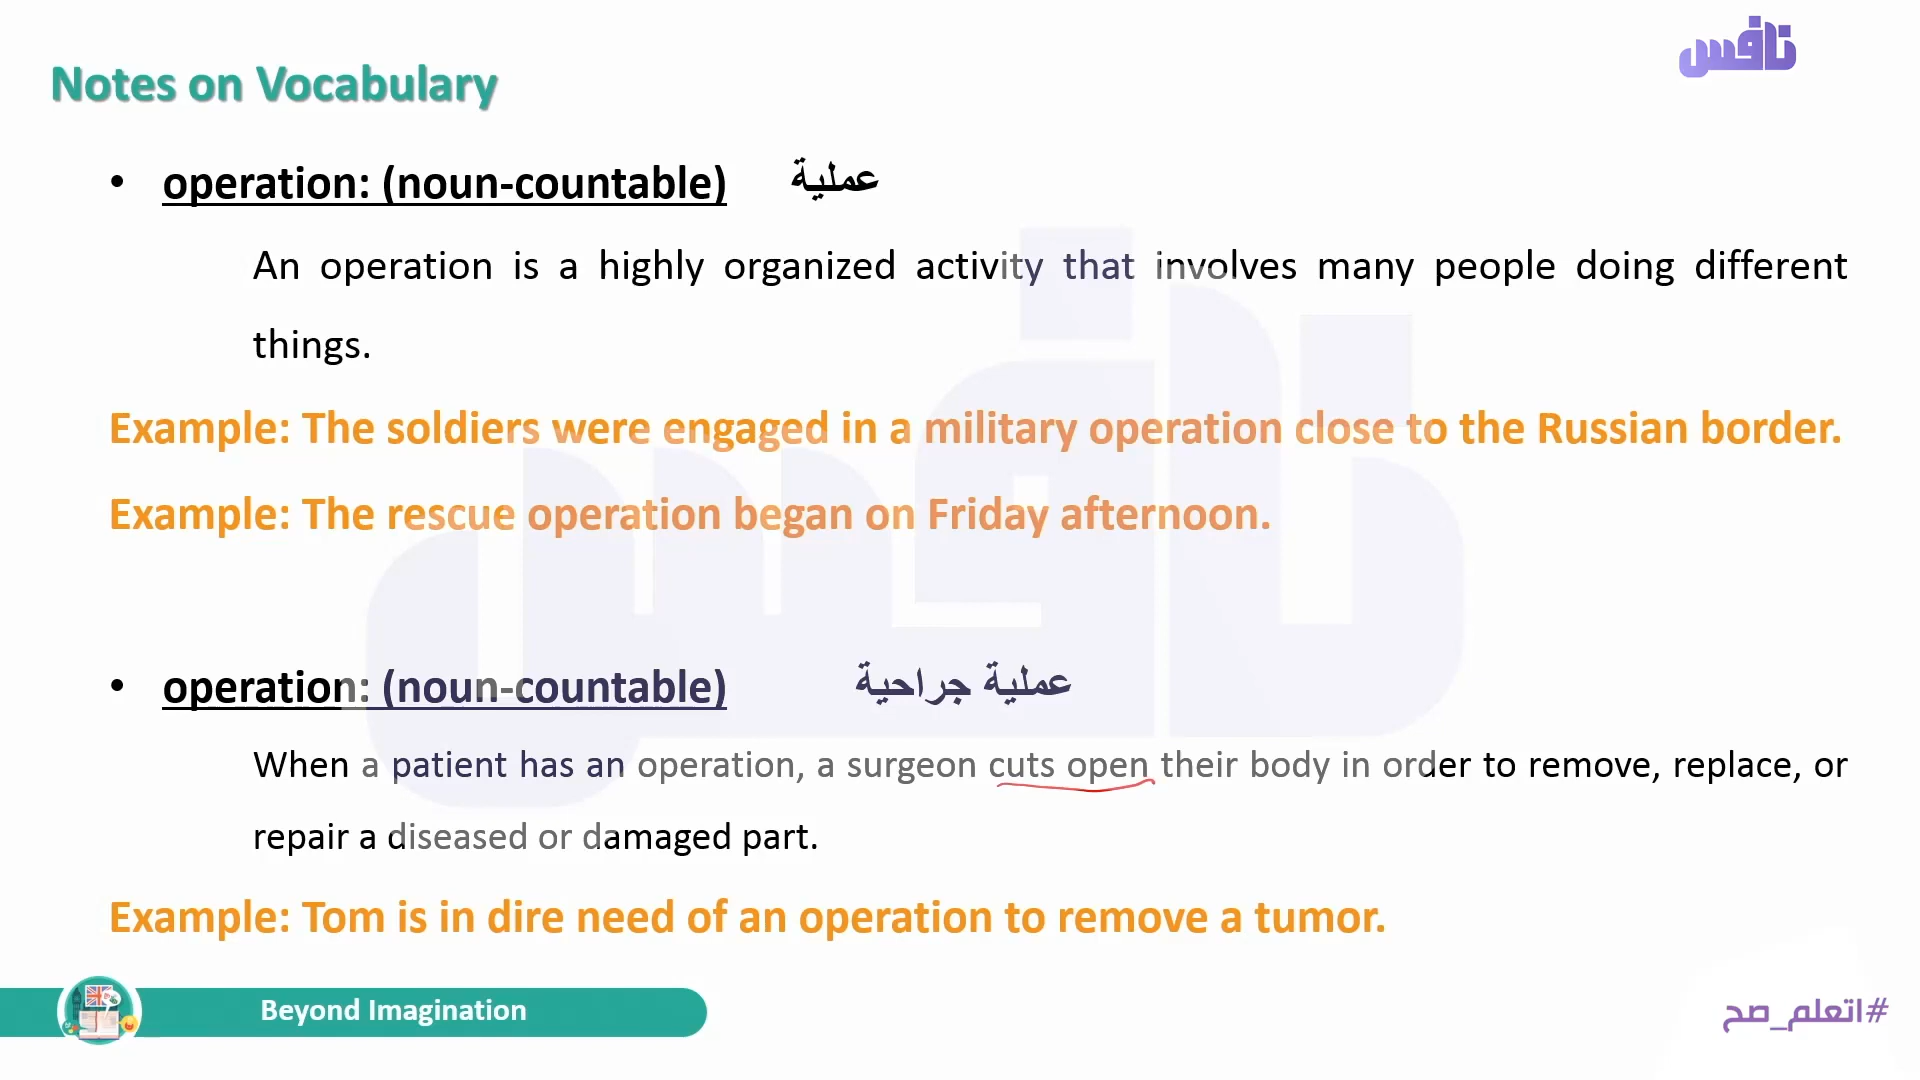 نافس
Notes on Vocabulary
• operation: (noun-countable) عملية
An operation is a highly organized activity that involves many people doing different
things.
Example: The soldiers were engaged in a military operation close to the Russian border.
Example: The rescue operation began on Friday afternoon.
• operation: (noun-countable) عملية جراحية
When a patient has an operation, a surgeon cuts open their body in order to remove, replace, or
repair a diseased or damaged part.
Example: Tom is in dire need of an operation to remove a tumor.
Beyond Imagination
#اتعلم_صح